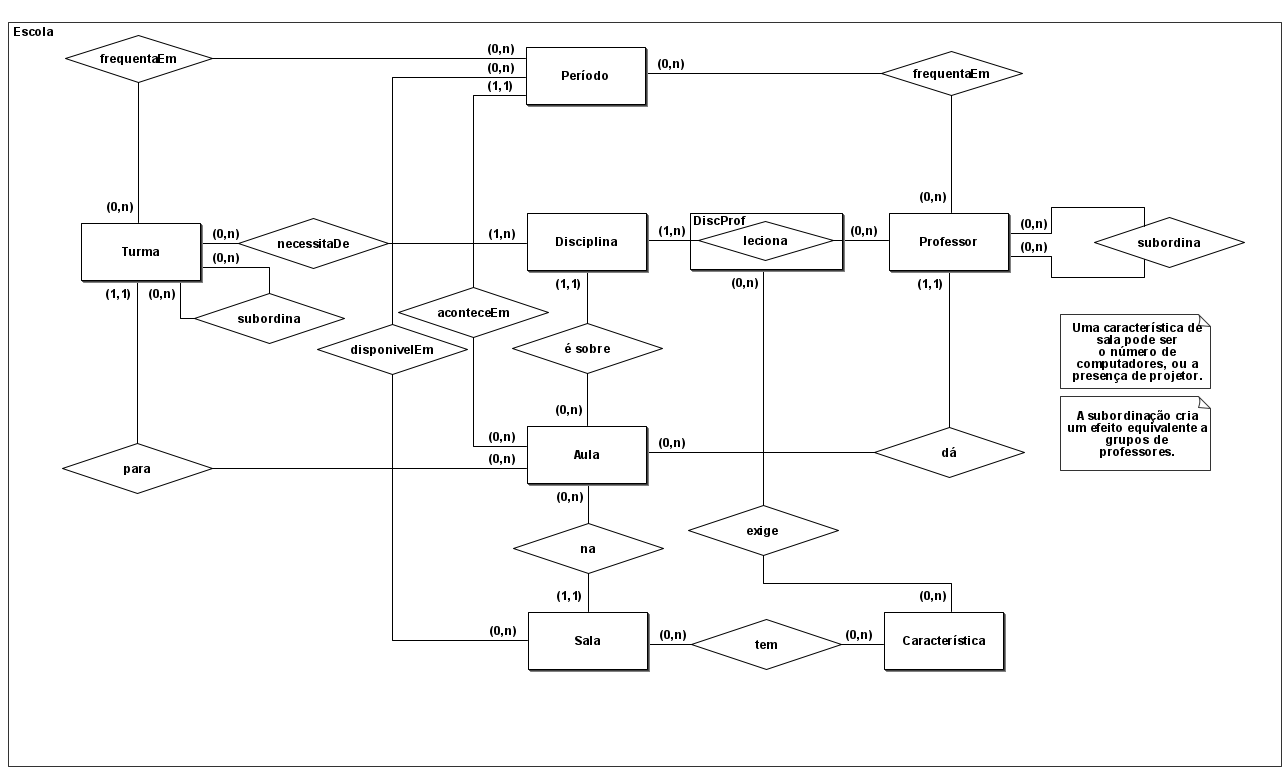 Escola
frequentaEm
(0,n)
(0,n)
(1,1)
Período
(0,n)
frequentaEm
(0,n)
(0,n)
Turma
(0,n)
necessitaDe
(1,n)
Disciplina
(1,n)
DiscProf
leciona
(0,n)
Professor
(0,n)
(0,n)
subordina
(0,n)
(1,1)
(0,n)
subordina
(1,1)
(0,n)
(1,1)
aconteceEm
disponivelEm
é sobre
Uma característica de
sala pode ser
o número de
computadores, ou a
presença de projetor.
A subordinação cria
um efeito equivalente a
grupos de
professores.
(0,n)
(0,n)
(0,n)
Aula
(0,n)
dá
para
(0,n)
exige
na
(1,1)
(0,n)
(0,n)
Sala
(0,n)
tem
(0,n)
Característica